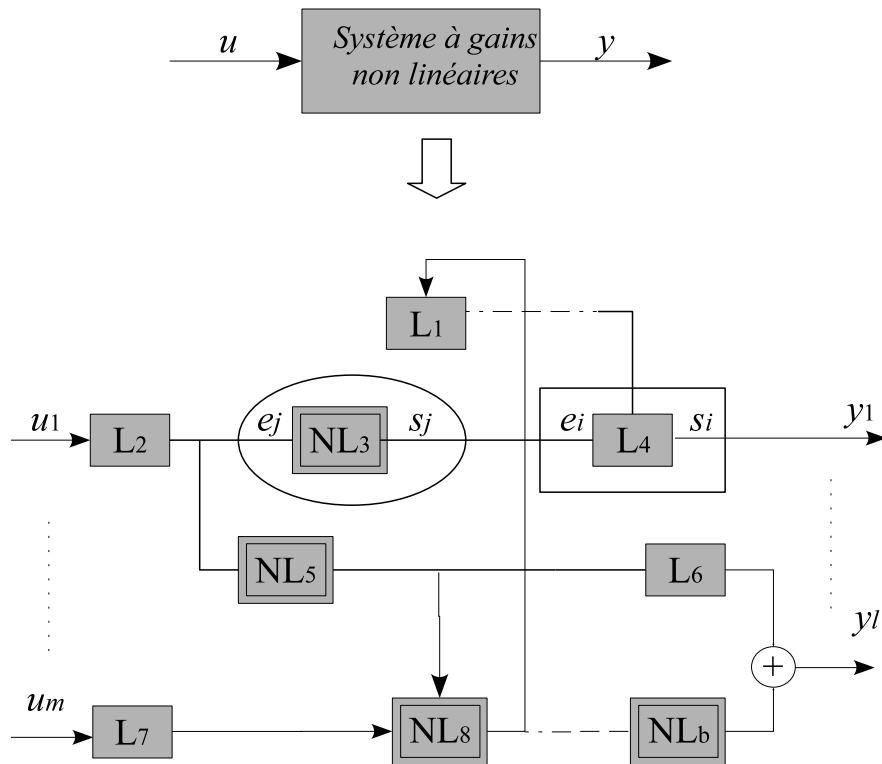 u
Système à gains
non linéaires
y
L1
u1
L2
ej
NL3
sj
ei
L4
si
y1
NL5
L6
um
L7
NL8
NLb
+
yl